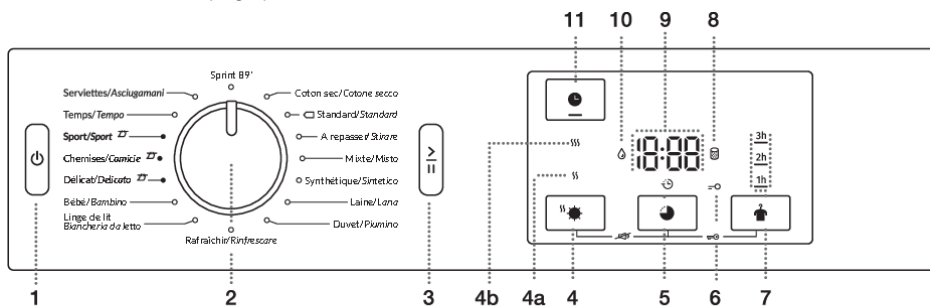 11 10 9 8
Sprint 89'
Serviettes/Asciugamani
Coton sec/Cotone secco
Temps/Tempo
Standard/Standard
Sport/Sport
A repasser/Stirare
Chemises/Camicie
Mixte/Misto
Délicat/Delicato
Synthétique/Sintetico
Bébé/Bambino
Laine/Lana
Linge de lit
Biancheria da letto
Duvet/Piumino
Rafraîchir/Rinfrescare
18:88
3h
2h
1h
1 2 3 4b 4a 4 5 6 7